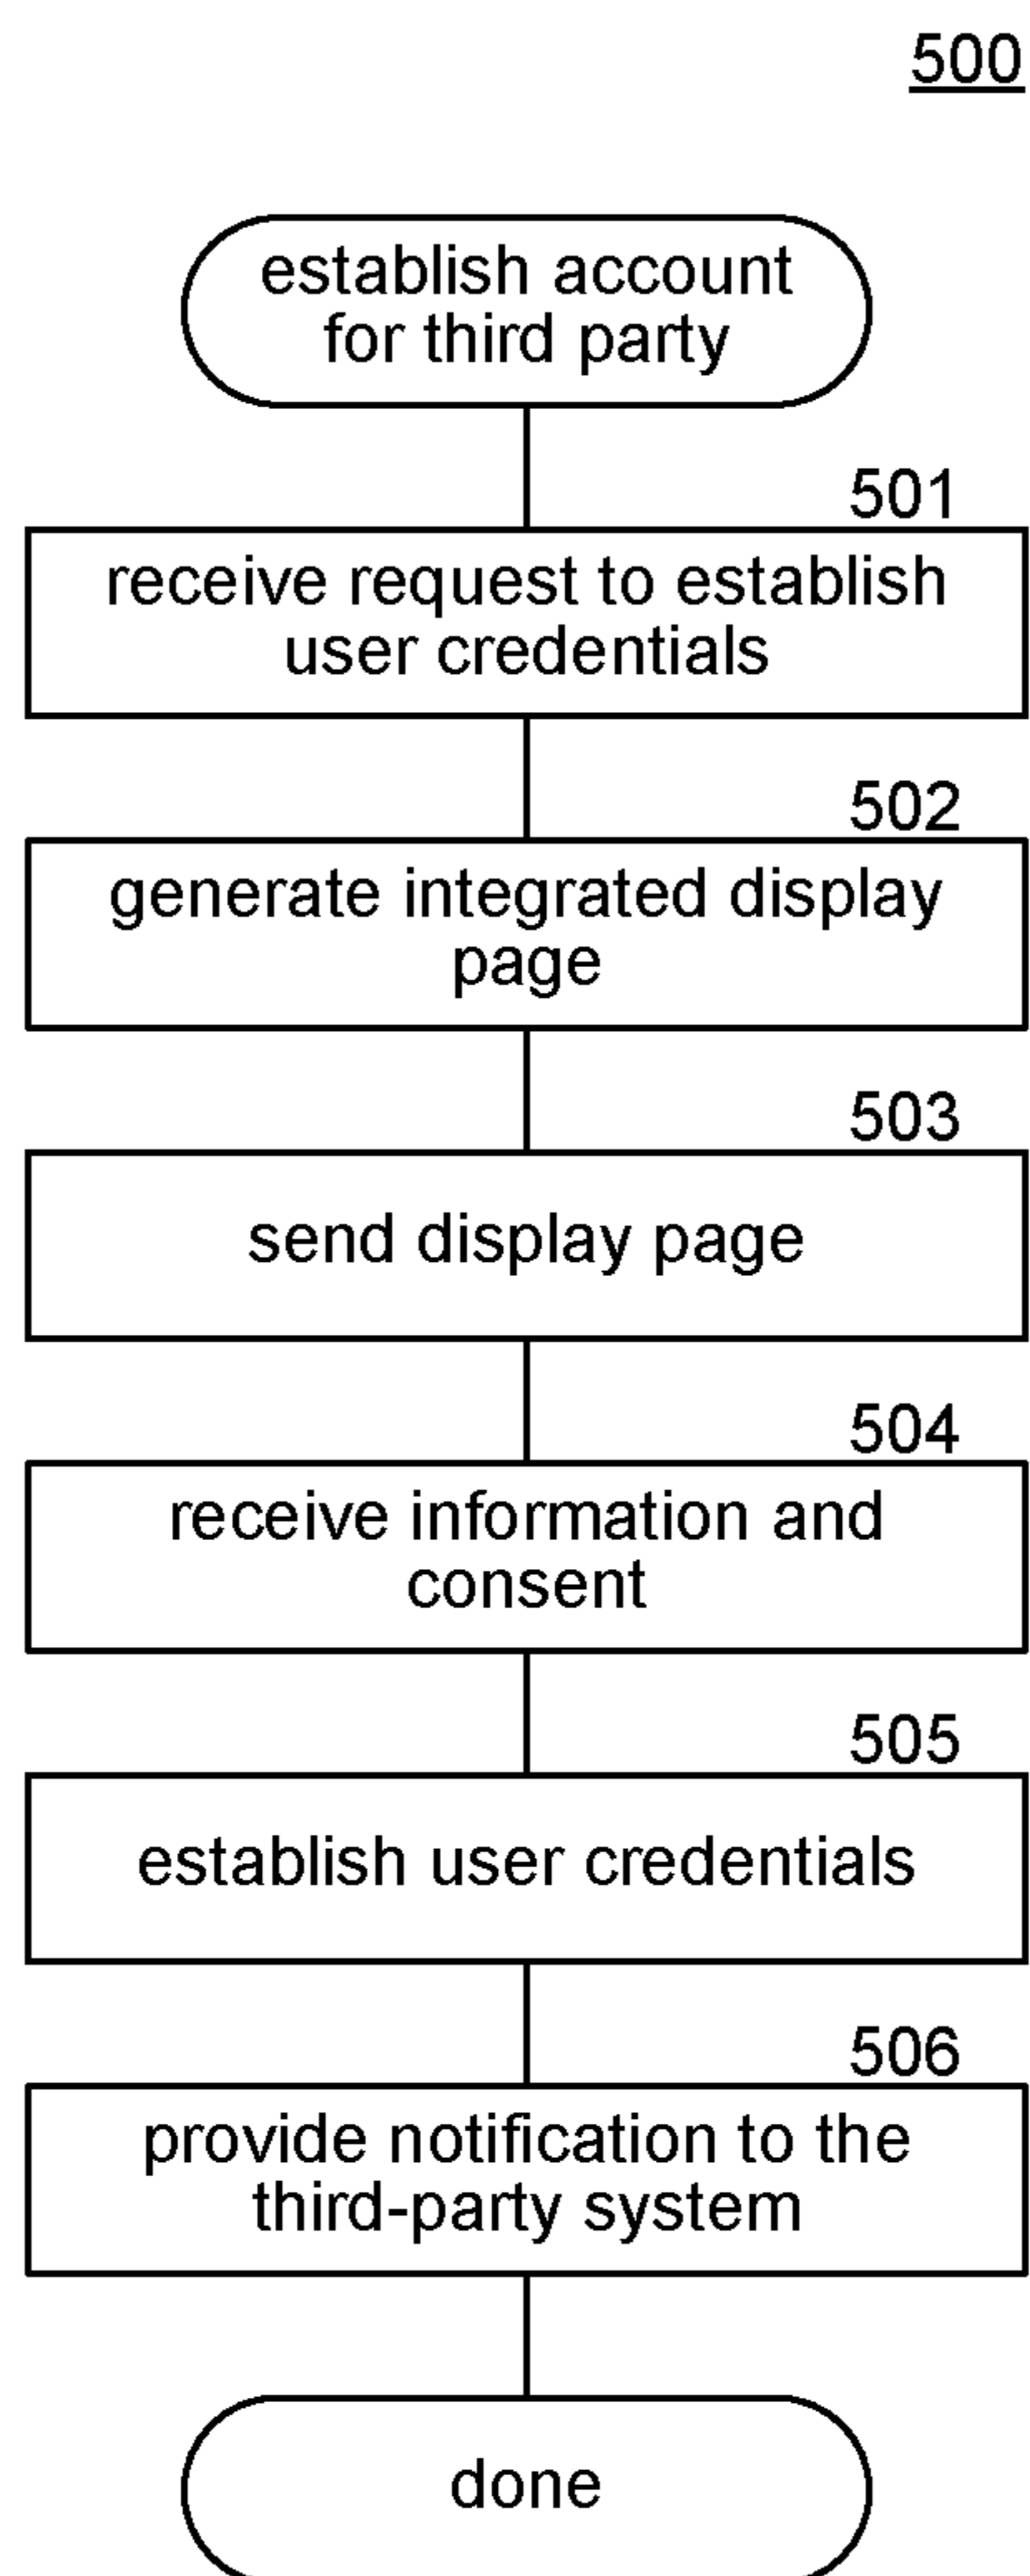 500
establish account
for third party
501
receive request to establish
user credentials
502
generate integrated display
page
503
send display page
504
receive information and
consent
505
establish user credentials
506
provide notification to the
third-party system
done